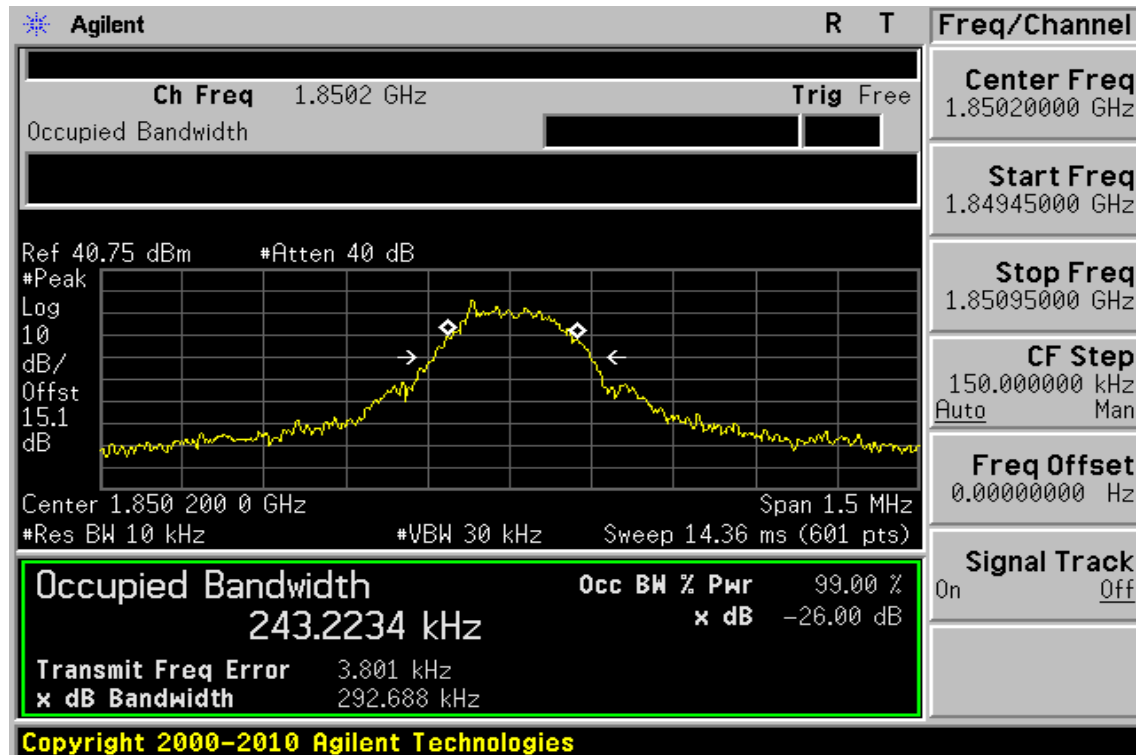 Agilent R T
Ch Freq 1.8502 GHz Trig Free
Occupied Bandwidth
Ref 40.75 dBm #Atten 40 dB
#Peak
Log
10
dB/
Offst
15.1
dB
Center 1.850 200 0 GHz Span 1.5 MHz
#Res BW 10 kHz #VBW 30 kHz Sweep 14.36 ms (601 pts)
Occupied Bandwidth
243.2234 kHz
Occ BW % Pwr 99.00 %
x dB -26.00 dB
Transmit Freq Error 3.801 kHz
x dB Bandwidth 292.688 kHz
Copyright 2000-2010 Agilent Technologies
Freq/Channel
Center Freq
1.85020000 GHz
Start Freq
1.84945000 GHz
Stop Freq
1.85095000 GHz
CF Step
150.000000 kHz
Auto Man
Freq Offset
0.00000000 Hz
Signal Track
On Off